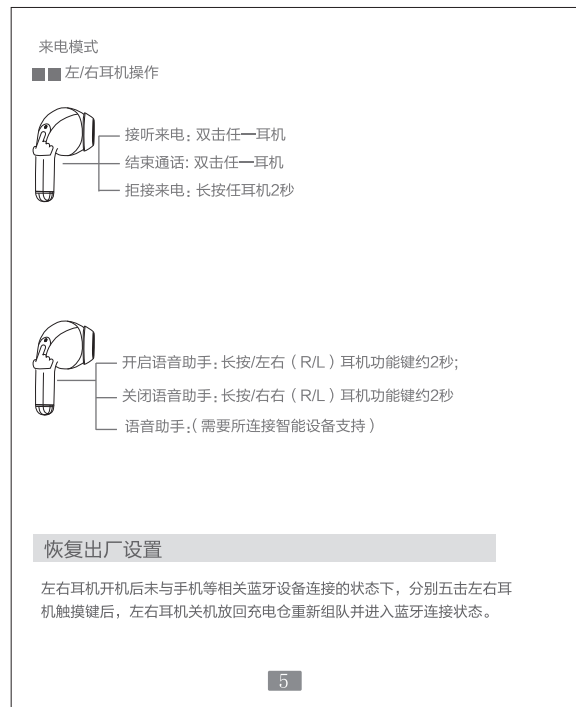 来电模式
左/右耳机操作
接听来电: 双击任一耳机
结束通话: 双击任一耳机
拒接来电: 长按任耳机2秒
开启语音助手: 长按/左右（R/L）耳机功能键约2秒;
关闭语音助手: 长按/右右（R/L）耳机功能键约2秒
语音助手:（需要所连接智能设备支持）
恢复出厂设置
左右耳机开机后未与手机等相关蓝牙设备连接的状态下，分别五击左右耳
机触摸键后，左右耳机关机放回充电仓重新组队并进入蓝牙连接状态。
5